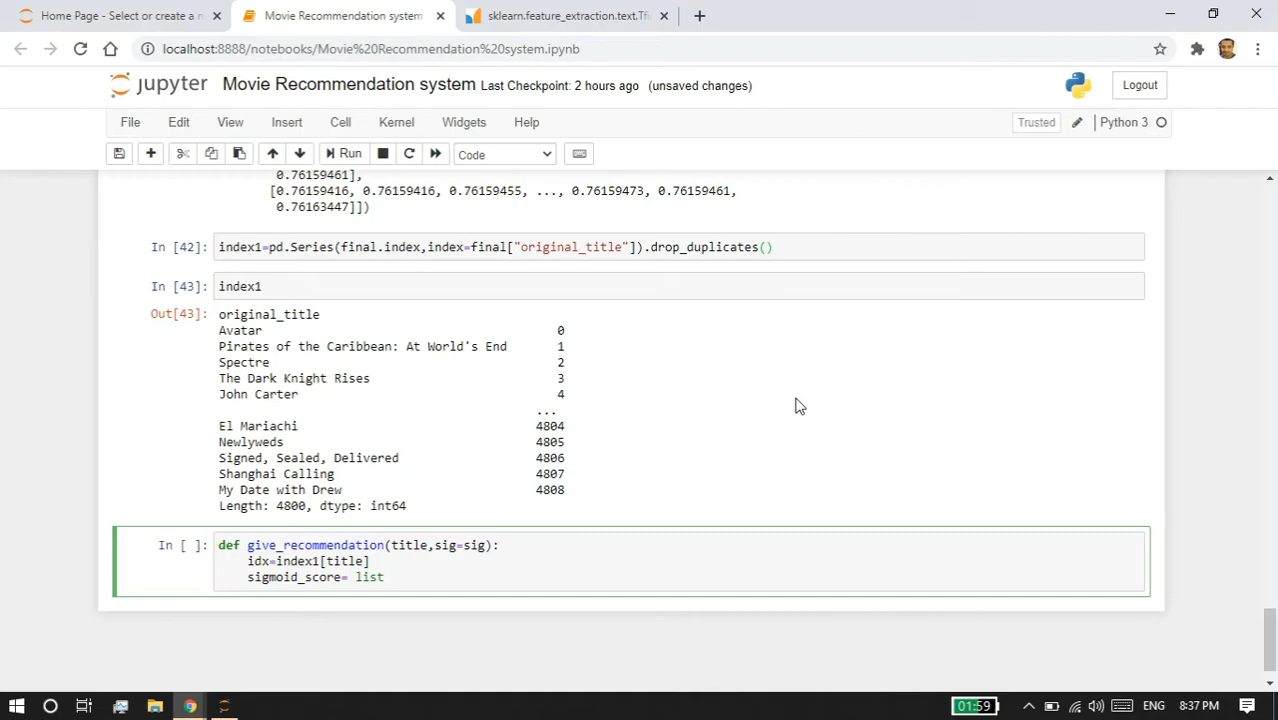 Home Page - Select or create a n
Movie Recommendation system
sklearn.feature_extraction.text.Tf
localhost:8888/notebooks/Movie%20Recommendation%20system.ipynb
jupyter Movie Recommendation system Last Checkpoint: 2 hours ago (unsaved changes) Logout
File Edit View Insert Cell Kernel Widgets Help Trusted Python 3
Run Code
0.76159461],
[0.76159416, 0.76159416, 0.76159455, ..., 0.76159473, 0.76159461,
0.76163447]])
In [42]: index1=pd.Series(final.index,index=final["original_title"]).drop_duplicates()
In [43]: index1
Out[43]: original_title
Avatar 0
Pirates of the Caribbean: At World's End 1
Spectre 2
The Dark Knight Rises 3
John Carter 4
...
El Mariachi 4804
Newlyweds 4805
Signed, Sealed, Delivered 4806
Shanghai Calling 4807
My Date with Drew 4808
Length: 4800, dtype: int64
In [ ]: def give_recommendation(title,sig=sig):
idx=index1[title]
sigmoid_score= list
01:59 ENG 8:37 PM